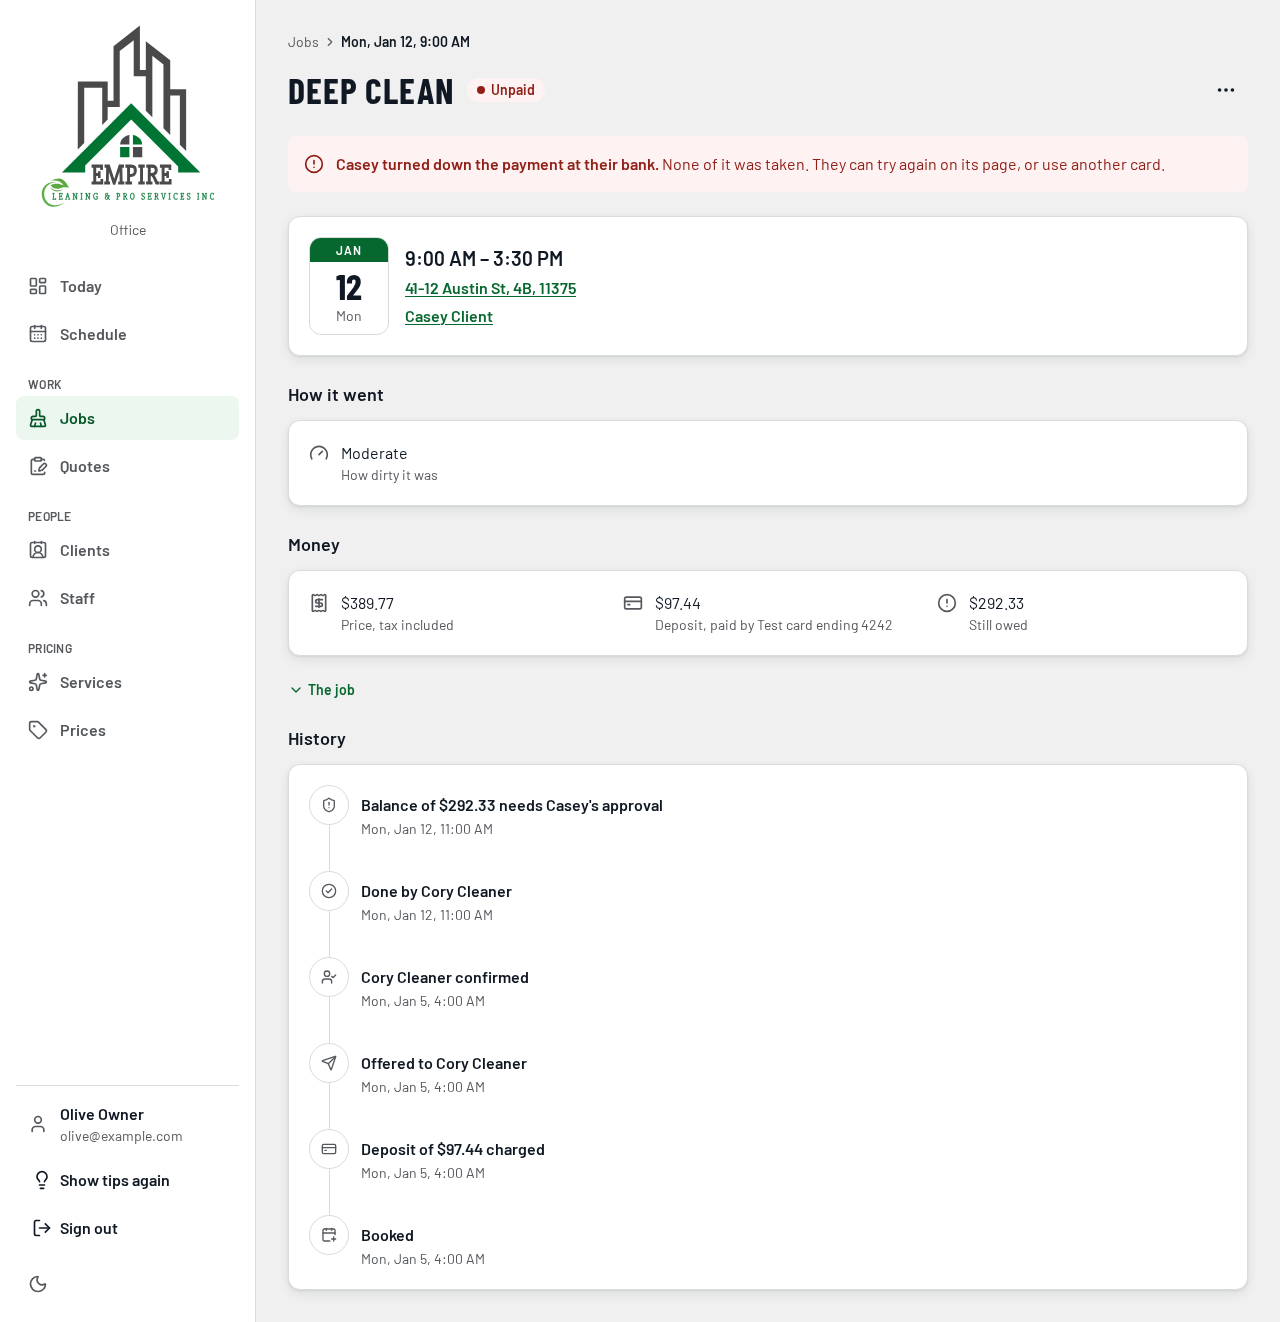 EMPIRE
LEANING & PRO SERVICES INC
Office
Today
Schedule
WORK
Jobs
Quotes
PEOPLE
Clients
Staff
PRICING
Services
Prices
Olive Owner
olive@example.com
Show tips again
Sign out
Jobs > Mon, Jan 12, 9:00 AM
DEEP CLEAN
Unpaid
Casey turned down the payment at their bank. None of it was taken. They can try again on its page, or use another card.
JAN
12
Mon
9:00 AM – 3:30 PM
41-12 Austin St, 4B, 11375
Casey Client
How it went
Moderate
How dirty it was
Money
$389.77
Price, tax included
$97.44
Deposit, paid by Test card ending 4242
$292.33
Still owed
The job
History
Balance of $292.33 needs Casey's approval
Mon, Jan 12, 11:00 AM
Done by Cory Cleaner
Mon, Jan 12, 11:00 AM
Cory Cleaner confirmed
Mon, Jan 5, 4:00 AM
Offered to Cory Cleaner
Mon, Jan 5, 4:00 AM
Deposit of $97.44 charged
Mon, Jan 5, 4:00 AM
Booked
Mon, Jan 5, 4:00 AM